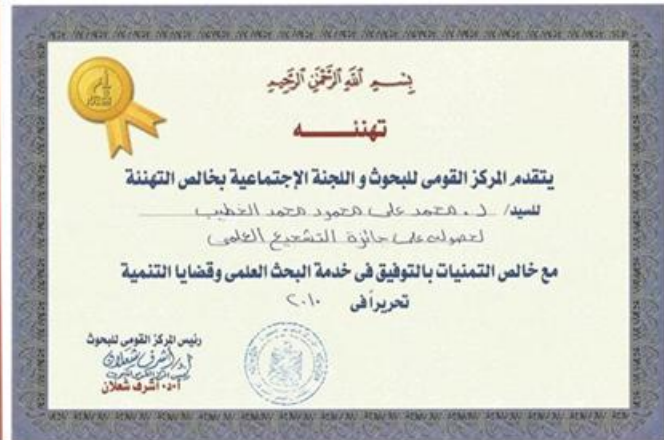 بسم الله الرحمن الرحيم
تهنئـــــه
يتقدم المركز القومى للبحوث و اللجنة الإجتماعية بخالص التهنئة
للسيد/ د. محمد على محمود محمد الخطيب
لحصوله على جائزة التشجيع العلمى
مع خالص التمنيات بالتوفيق فى خدمة البحث العلمى وقضايا التنمية
تحريراً فى ٢٠١٠
رئيس المركز القومى للبحوث
أ.د. أشرف شعلان